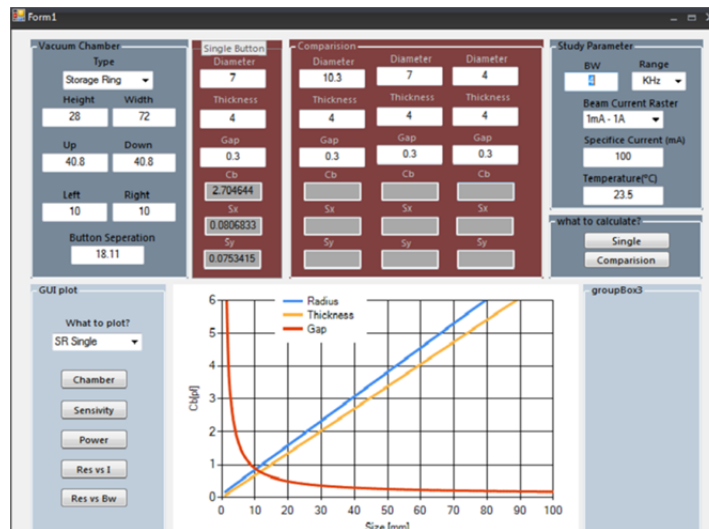 Form1
Vacuum Chamber
Type
Storage Ring
Height Width
28 72
Up Down
40.8 40.8
Left Right
10 10
Button Seperation
18.11
Single Button
Diameter
7
Thickness
4
Gap
0.3
Cb
2.704644
Sx
0.0806833
Sy
0.0753415
Comparision
Diameter Diameter Diameter
10.3 7 4
Thickness Thickness Thickness
4 4 4
Gap Gap Gap
0.3 0.3 0.3
Cb Cb Cb
Sx Sx Sx
Sy Sy Sy
Study Parameter
BW Range
4 KHz
Beam Current Raster
1mA - 1A
Specifice Current (mA)
100
Temperature(°C)
23.5
what to calculate?
Single
Comparision
GUI plot
What to plot?
SR Single
Chamber
Sensivity
Power
Res vs I
Res vs Bw
Radius
Thickness
Gap
Cb[pf]
6
5
4
3
2
1
0
0 10 20 30 40 50 60 70 80 90 100
Size [mm]
groupBox3